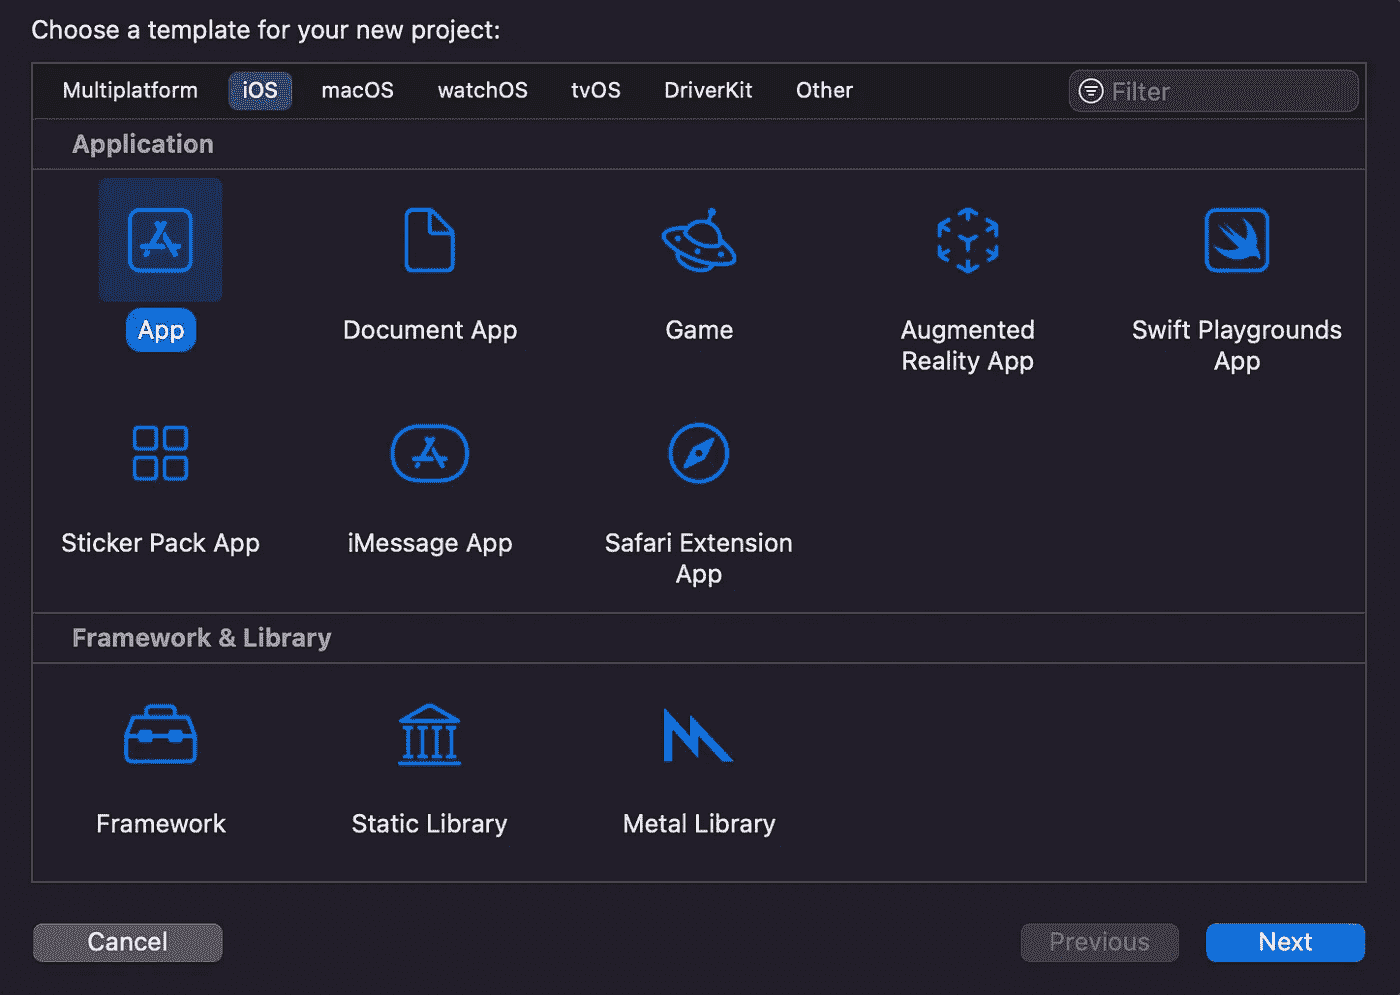 Choose a template for your new project:
Multiplatform iOS macOS watchOS tvOS DriverKit Other Filter
Application
App Document App Game Augmented Swift Playgrounds
Reality App App
Sticker Pack App iMessage App Safari Extension
App
Framework & Library
Framework Static Library Metal Library
Cancel Previous Next